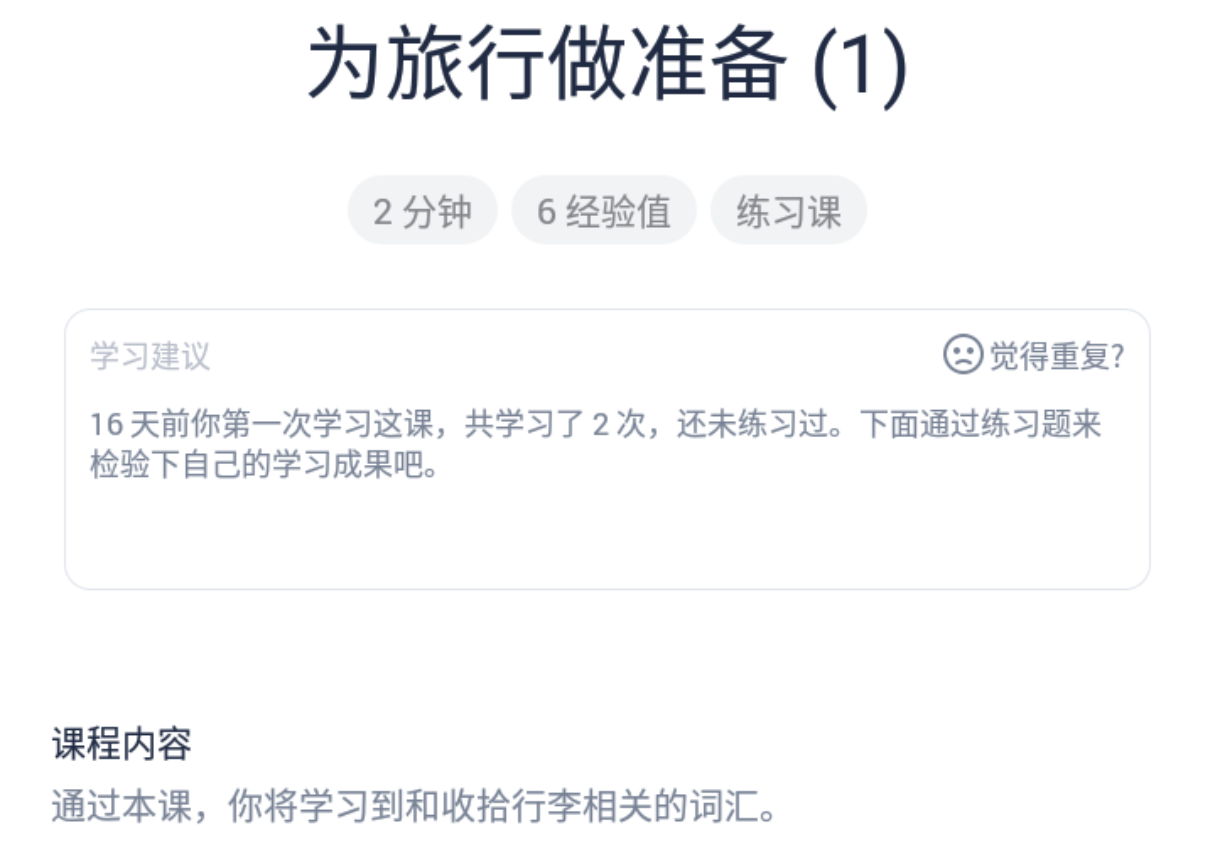 为旅行做准备 (1)
2 分钟 6 经验值 练习课
学习建议 觉得重复?
16 天前你第一次学习这课，共学习了 2 次，还未练习过。下面通过练习题来
检验下自己的学习成果吧。
课程内容
通过本课，你将学习到和收拾行李相关的词汇。